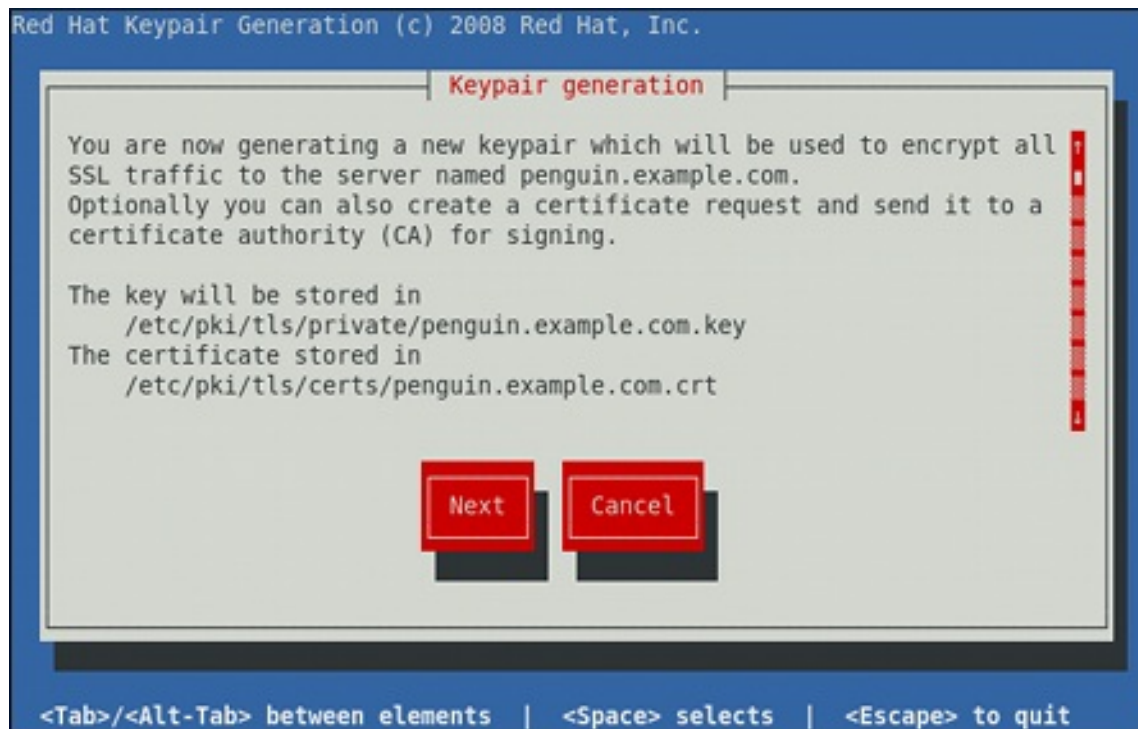 Red Hat Keypair Generation (c) 2008 Red Hat, Inc.
Keypair generation
You are now generating a new keypair which will be used to encrypt all
SSL traffic to the server named penguin.example.com.
Optionally you can also create a certificate request and send it to a
certificate authority (CA) for signing.
The key will be stored in
/etc/pki/tls/private/penguin.example.com.key
The certificate stored in
/etc/pki/tls/certs/penguin.example.com.crt
Next Cancel
<Tab>/<Alt-Tab> between elements | <Space> selects | <Escape> to quit